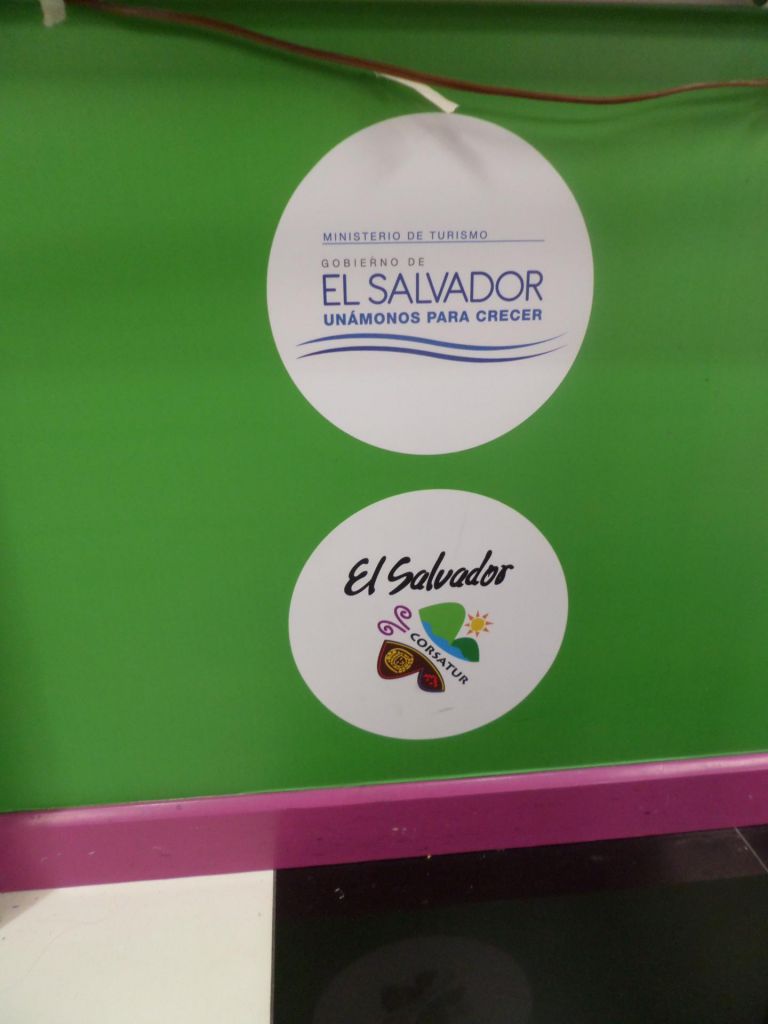 MINISTERIO DE TURISMO
GOBIERNO DE
EL SALVADOR
UNÁMONOS PARA CRECER
El Salvador
CORSATUR